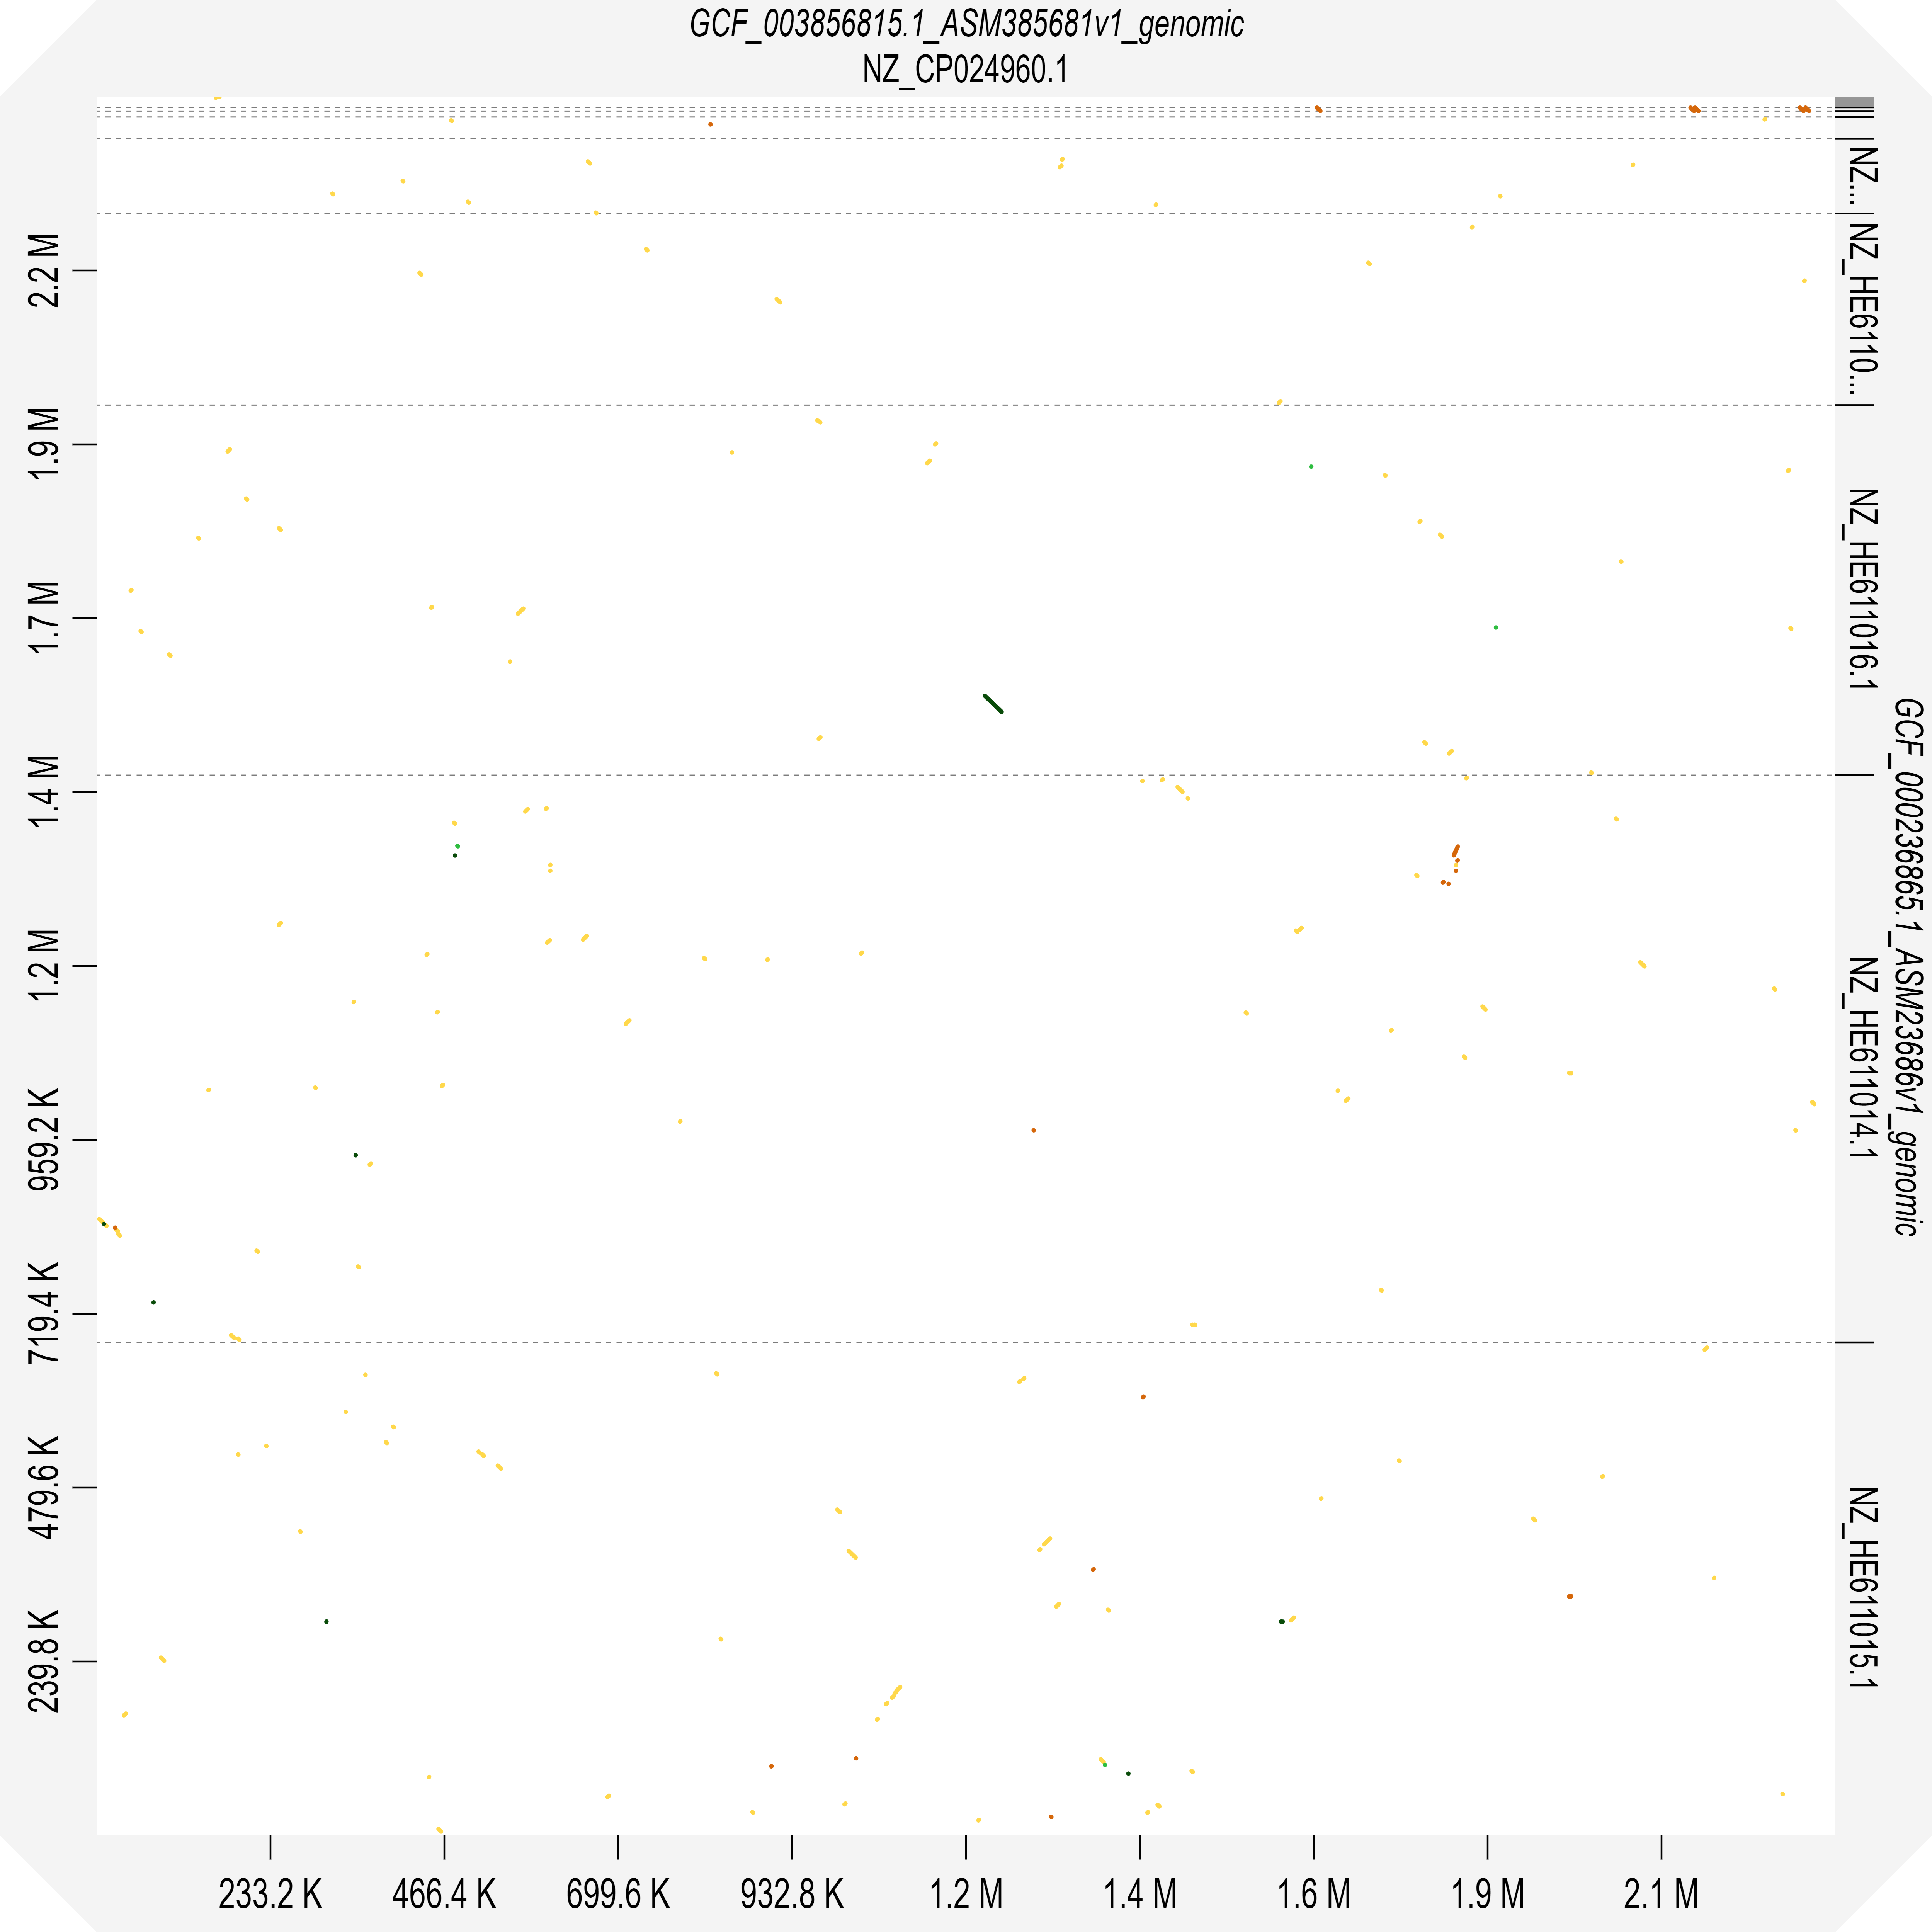 GCF_003856815.1_ASM385681v1_genomic
NZ_CP024960.1
2.2 M
1.9 M
1.7 M
1.4 M
1.2 M
959.2 K
719.4 K
479.6 K
239.8 K
NZ...
NZ_HE6110...
NZ_HE611016.1
NZ_HE611014.1
NZ_HE611015.1
GCF_000236865.1_ASM23686v1_genomic
233.2 K
466.4 K
699.6 K
932.8 K
1.2 M
1.4 M
1.6 M
1.9 M
2.1 M